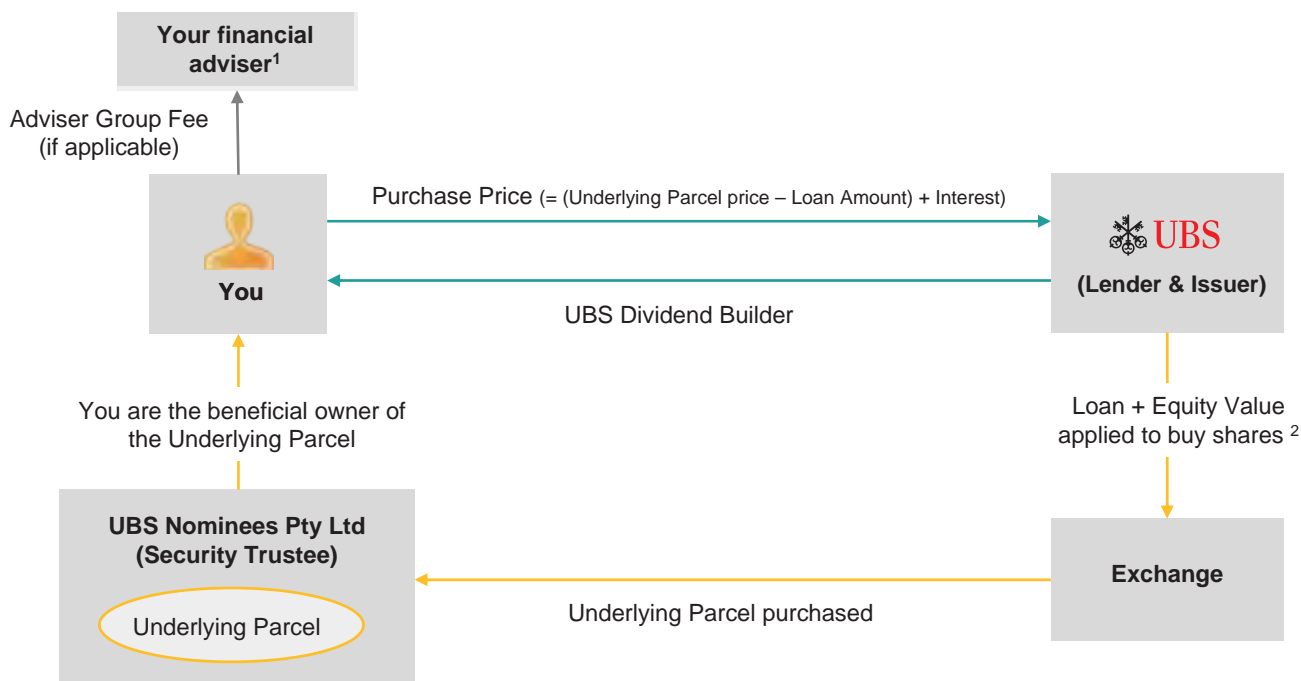 Your financial
adviser1
Adviser Group Fee
(if applicable)
Purchase Price (= (Underlying Parcel price – Loan Amount) + Interest)
UBS
You
(Lender & Issuer)
UBS Dividend Builder
You are the beneficial owner of
the Underlying Parcel
Loan + Equity Value
applied to buy shares 2
UBS Nominees Pty Ltd
(Security Trustee)
Exchange
Underlying Parcel purchased
Underlying Parcel